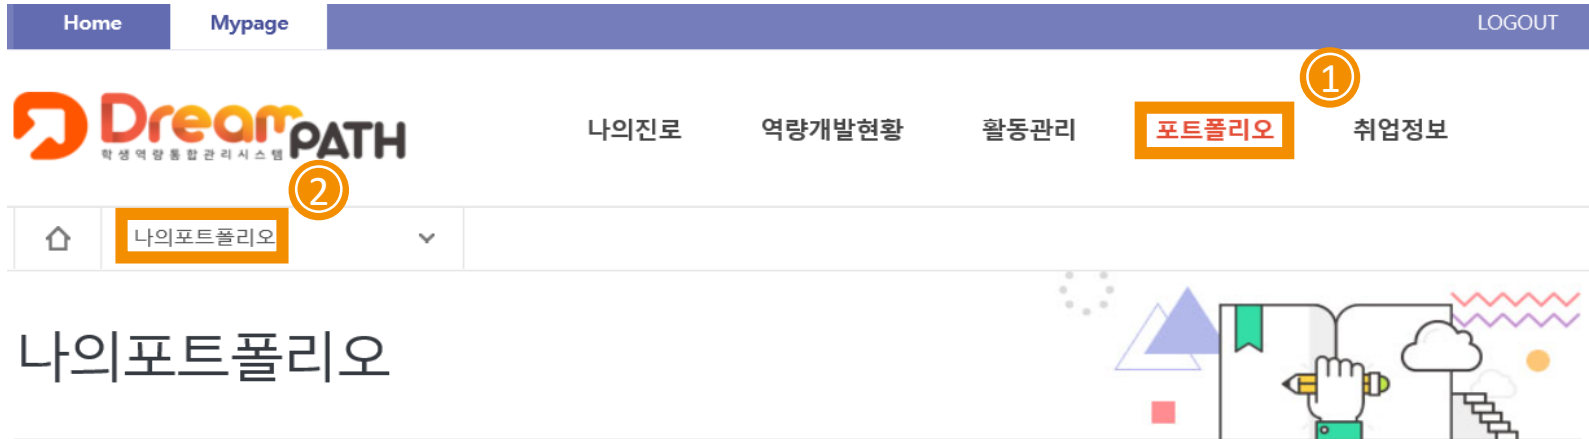 Home Mypage LOGOUT
①
Dream PATH
학생역량통합관리시스템
나의진로 역량개발현황 활동관리 포트폴리오 취업정보
②
나의포트폴리오
나의포트폴리오